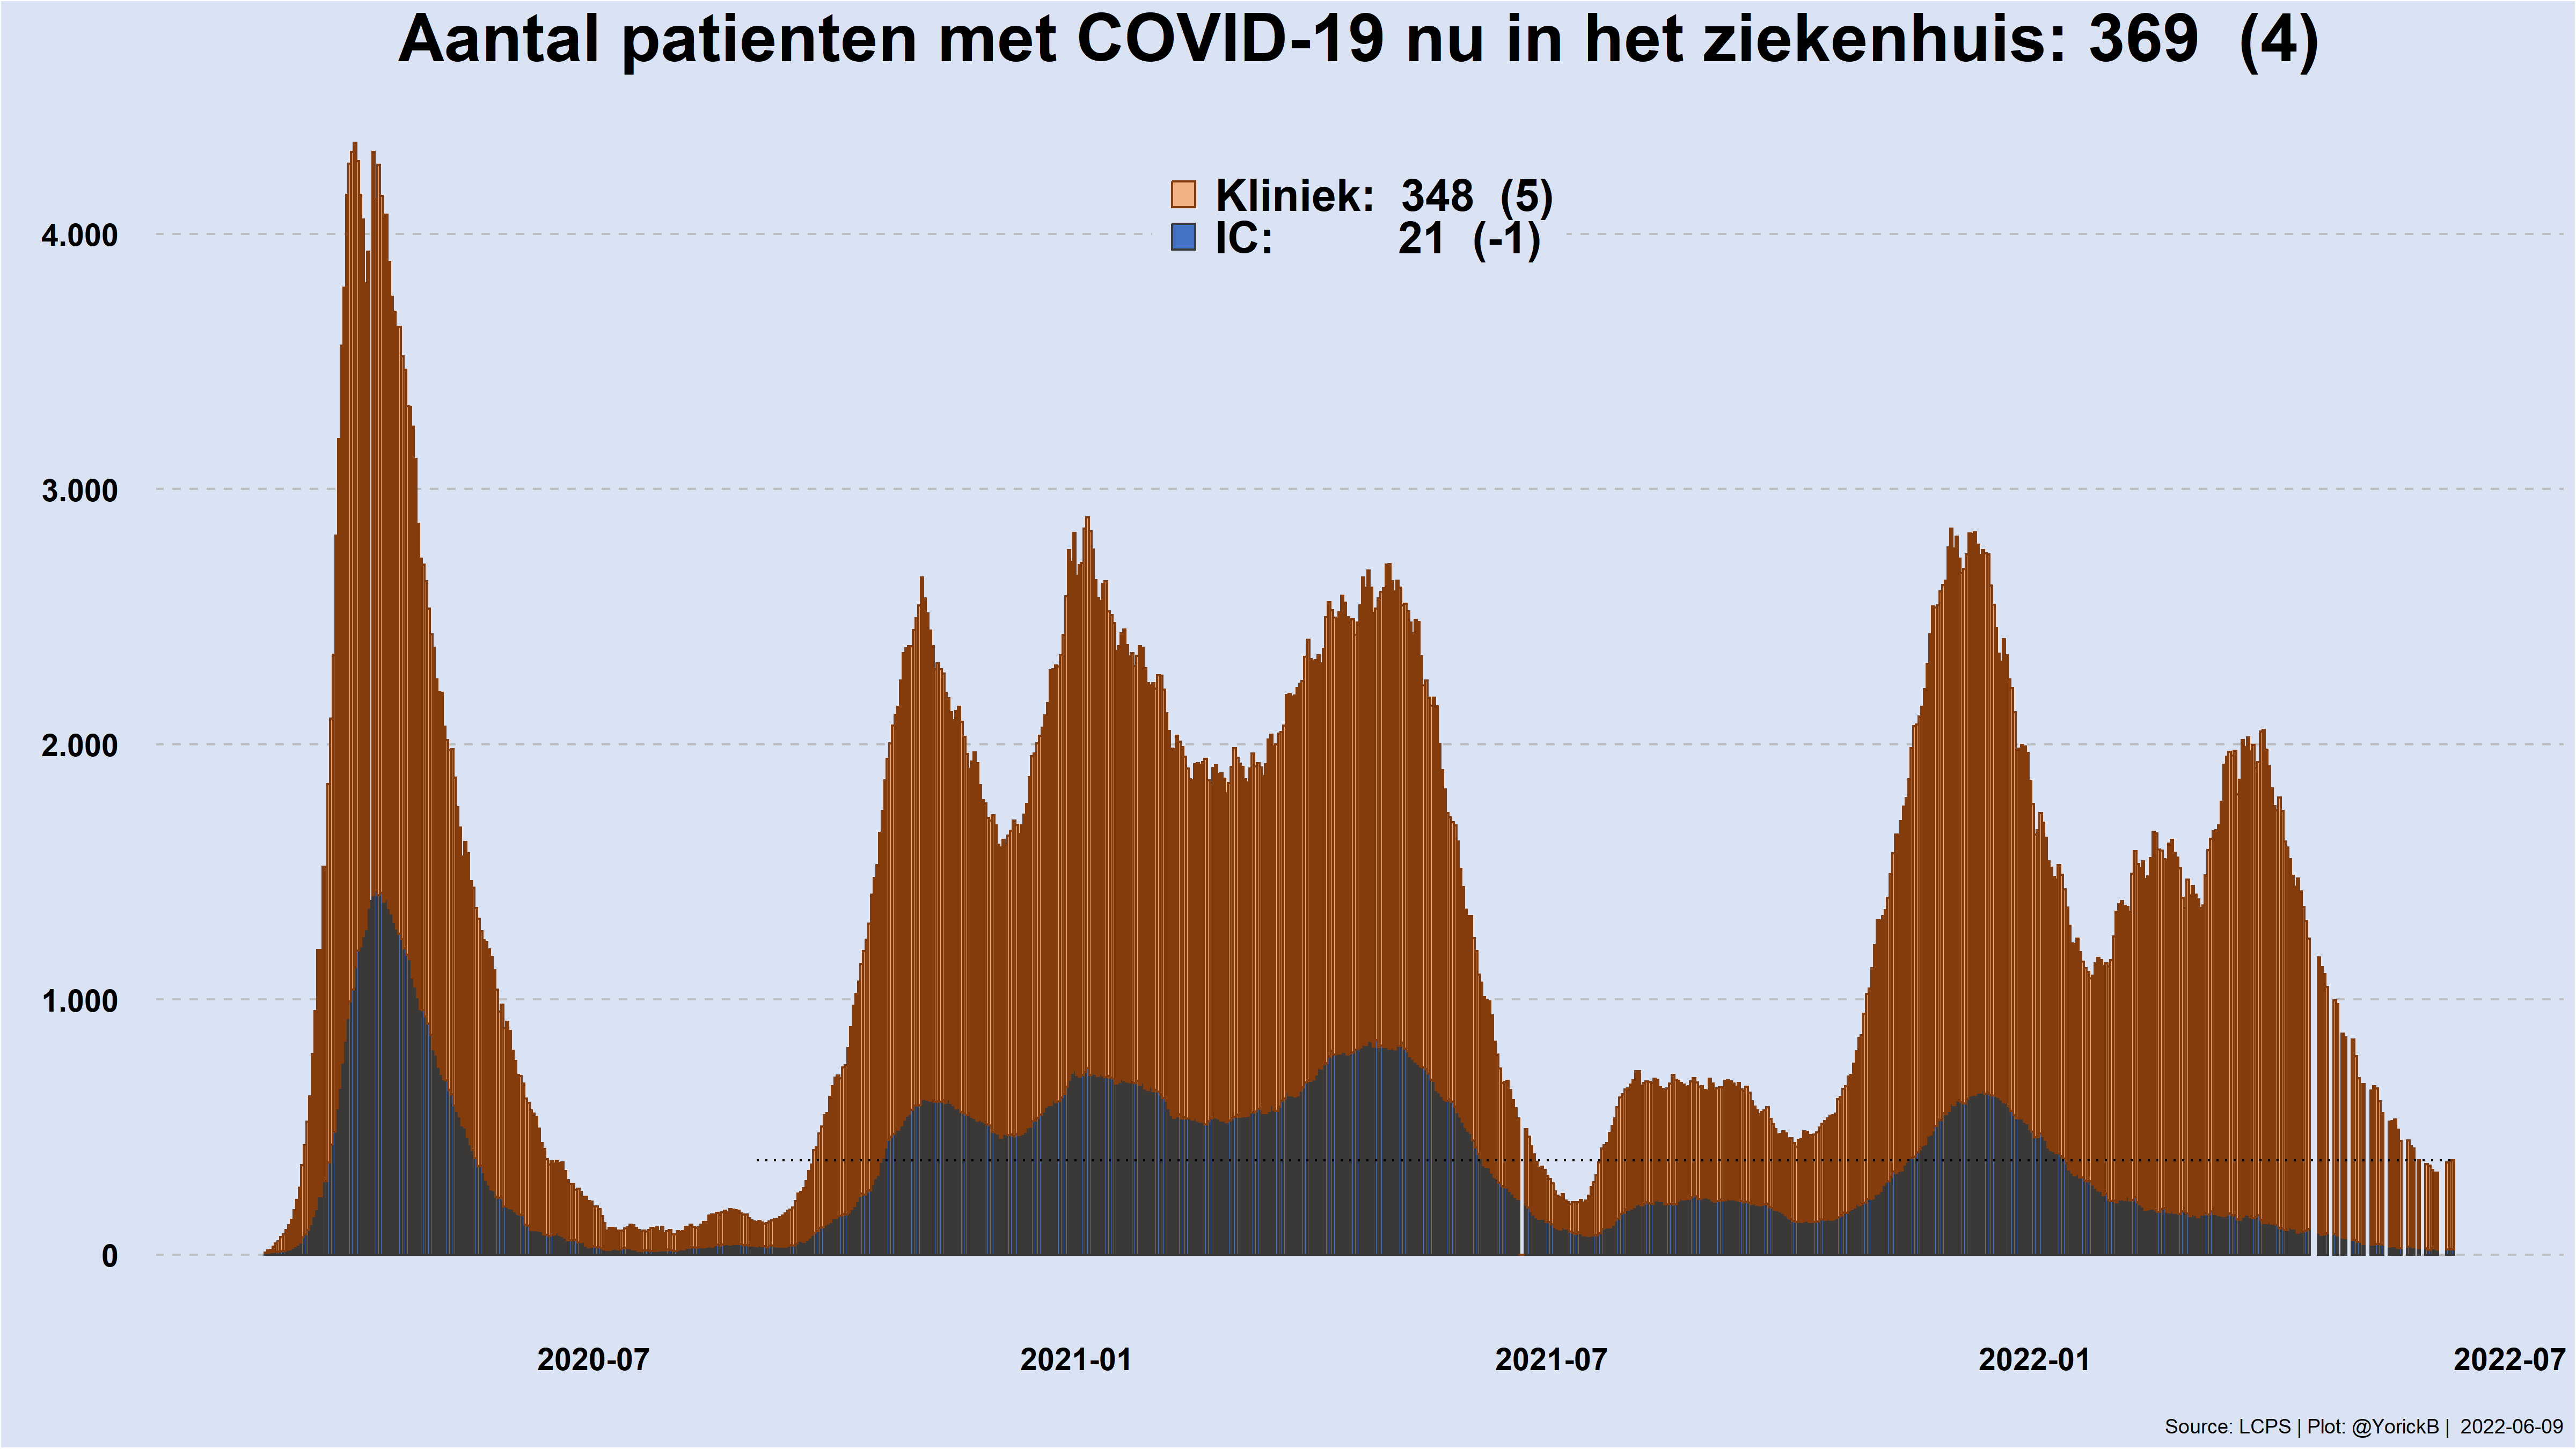 Aantal patienten met COVID-19 nu in het ziekenhuis: 369 (4)
Kliniek: 348 (5)
IC: 21 (-1)
4.000
3.000
2.000
1.000
0
2020-07 2021-01 2021-07 2022-01 2022-07
Source: LCPS | Plot: @YorickB | 2022-06-09